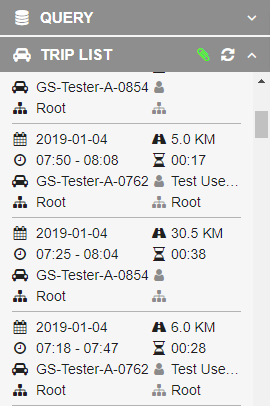 QUERY
TRIP LIST
GS-Tester-A-0854
Root
2019-01-04 5.0 KM
07:50 - 08:08 00:17
GS-Tester-A-0762 Test Use...
Root Root
2019-01-04 30.5 KM
07:25 - 08:04 00:38
GS-Tester-A-0854
Root
2019-01-04 6.0 KM
07:18 - 07:47 00:28
GS-Tester-A-0762 Test Use...
Root Root